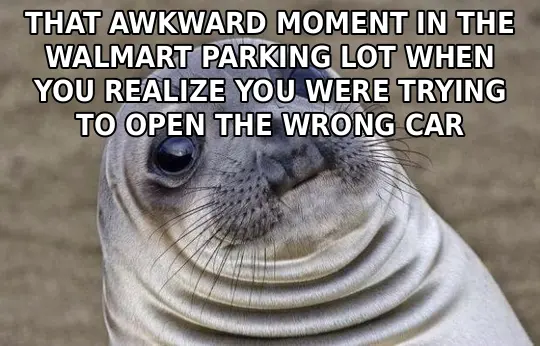 THAT AWKWARD MOMENT IN THE
WALMART PARKING LOT WHEN
YOU REALIZE YOU WERE TRYING
TO OPEN THE WRONG CAR